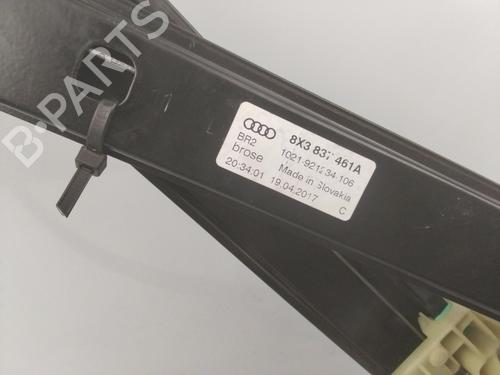 B-PARTS
8X3 837 461A
BR2 1021-921234-106
brose Made in Slovakia
20:34:01 19.04.2017 C